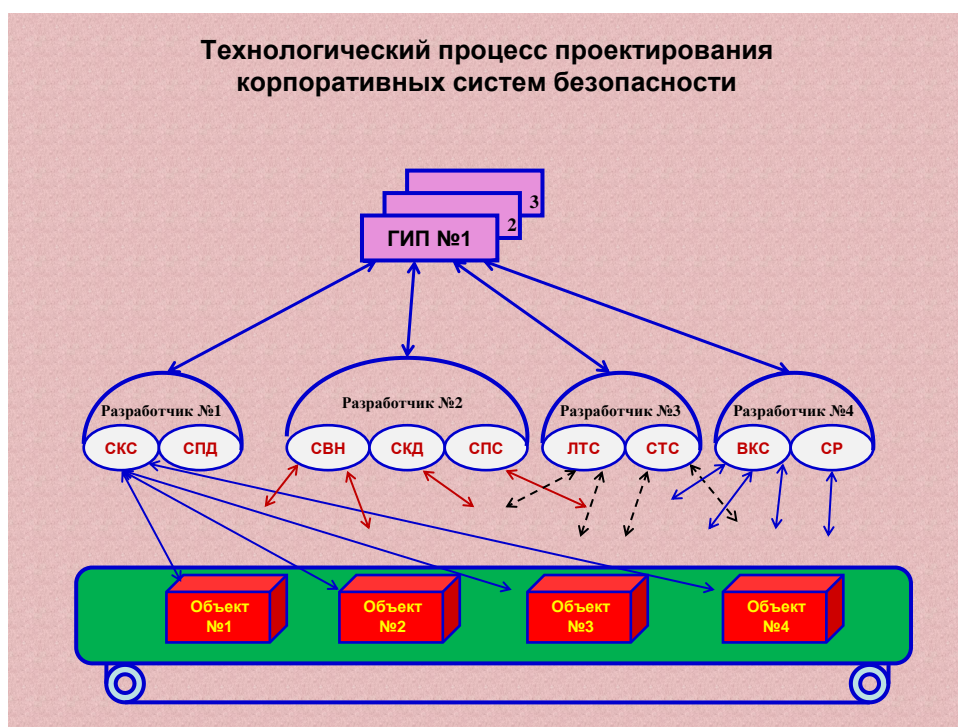 Технологический процесс проектирования
корпоративных систем безопасности
3
2
ГИП №1
Разработчик №1
Разработчик №2
Разработчик №3
Разработчик №4
СКС
СПД
СВН
СКД
СПС
ЛТС
СТС
ВКС
СР
Объект
№1
Объект
№2
Объект
№3
Объект
№4